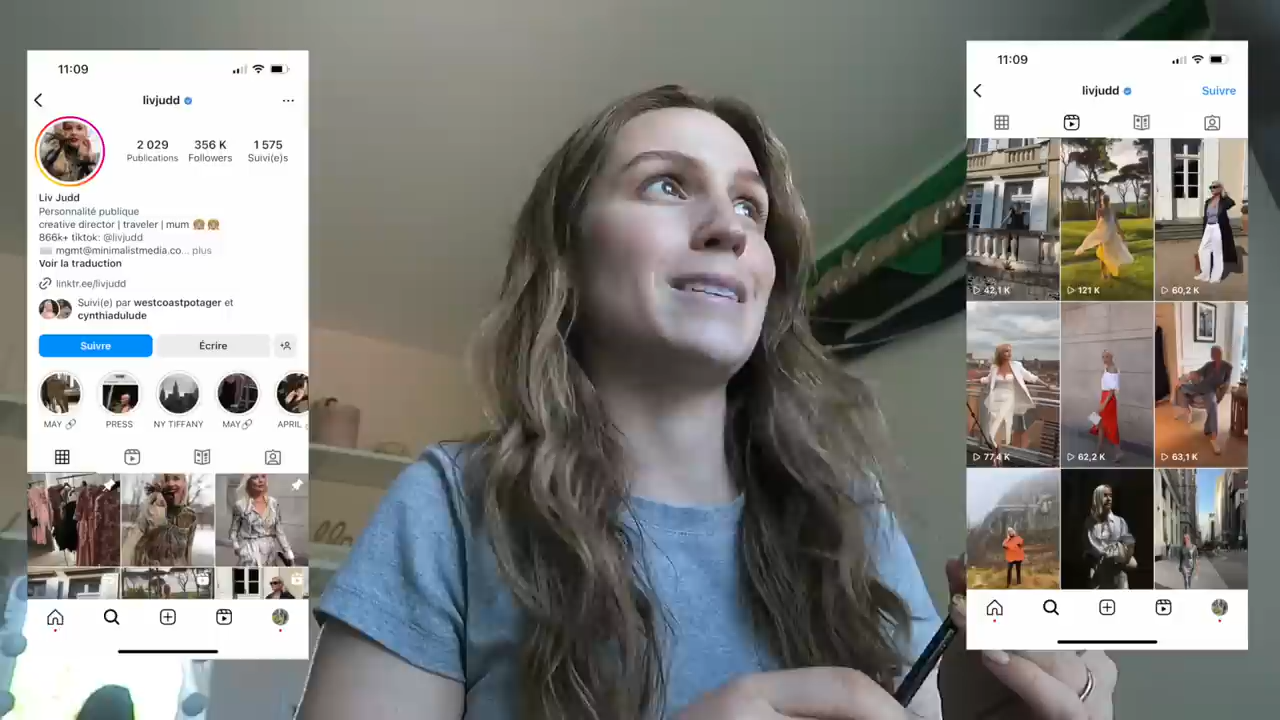 11:09
livjudd
2 029
356 K
1 575
Publications
Followers
Suivi(e)s
Liv Judd
Personnalité publique
creative director | traveler | mum
866k+ tiktok: @livjudd
mgmt@minimalistmedia.co... plus
Voir la traduction
linktr.ee/livjudd
Suivi(e) par westcoastpotager et
cynthiadulude
Suivre
Écrire
MAY
PRESS
NY TIFFANY
MAY
APRIL
11:09
livjudd
Suivre
42,1 K
121 K
60,2 K
77,4 K
62,2 K
63,1 K